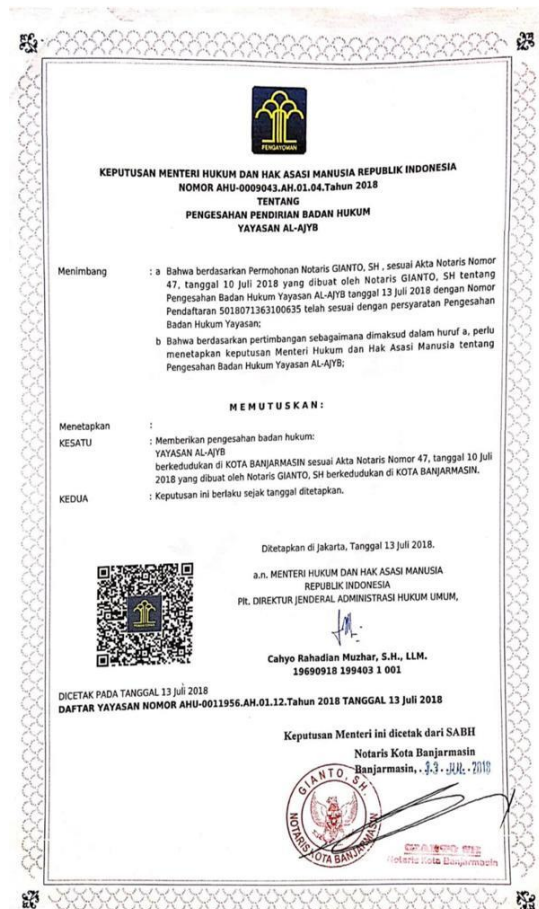 PENGAYOMAN
KEPUTUSAN MENTERI HUKUM DAN HAK ASASI MANUSIA REPUBLIK INDONESIA
NOMOR AHU-0009043.AH.01.04.Tahun 2018
TENTANG
PENGESAHAN PENDIRIAN BADAN HUKUM
YAYASAN AL-AJYB
Menimbang : a Bahwa berdasarkan Permohonan Notaris GIANTO, SH , sesuai Akta Notaris Nomor
47, tanggal 10 Juli 2018 yang dibuat oleh Notaris GIANTO, SH tentang
Pengesahan Badan Hukum Yayasan AL-AJYB tanggal 13 Juli 2018 dengan Nomor
Pendaftaran 5018071363100635 telah sesuai dengan persyaratan Pengesahan
Badan Hukum Yayasan;
b Bahwa berdasarkan pertimbangan sebagaimana dimaksud dalam huruf a, perlu
menetapkan keputusan Menteri Hukum dan Hak Asasi Manusia tentang
Pengesahan Badan Hukum Yayasan AL-AJYB;
MEMUTUSKAN:
Menetapkan :
KESATU : Memberikan pengesahan badan hukum:
YAYASAN AL-AJYB
berkedudukan di KOTA BANJARMASIN sesuai Akta Notaris Nomor 47, tanggal 10 Juli
2018 yang dibuat oleh Notaris GIANTO, SH berkedudukan di KOTA BANJARMASIN.
KEDUA : Keputusan ini berlaku sejak tanggal ditetapkan.
Ditetapkan di Jakarta, Tanggal 13 Juli 2018.
a.n. MENTERI HUKUM DAN HAK ASASI MANUSIA
REPUBLIK INDONESIA
Plt. DIREKTUR JENDERAL ADMINISTRASI HUKUM UMUM,
Cahyo Rahadian Muzhar, S.H., LLM.
19690918 199403 1 001
DICETAK PADA TANGGAL 13 Juli 2018
DAFTAR YAYASAN NOMOR AHU-0011956.AH.01.12.Tahun 2018 TANGGAL 13 Juli 2018
Keputusan Menteri ini dicetak dari SABH
Notaris Kota Banjarmasin
Banjarmasin, JUL 2018
GIANTO, SH.
NOTARIS KOTA BANJARMASIN
GIANTO SH
Notaris Kota Banjarmasin